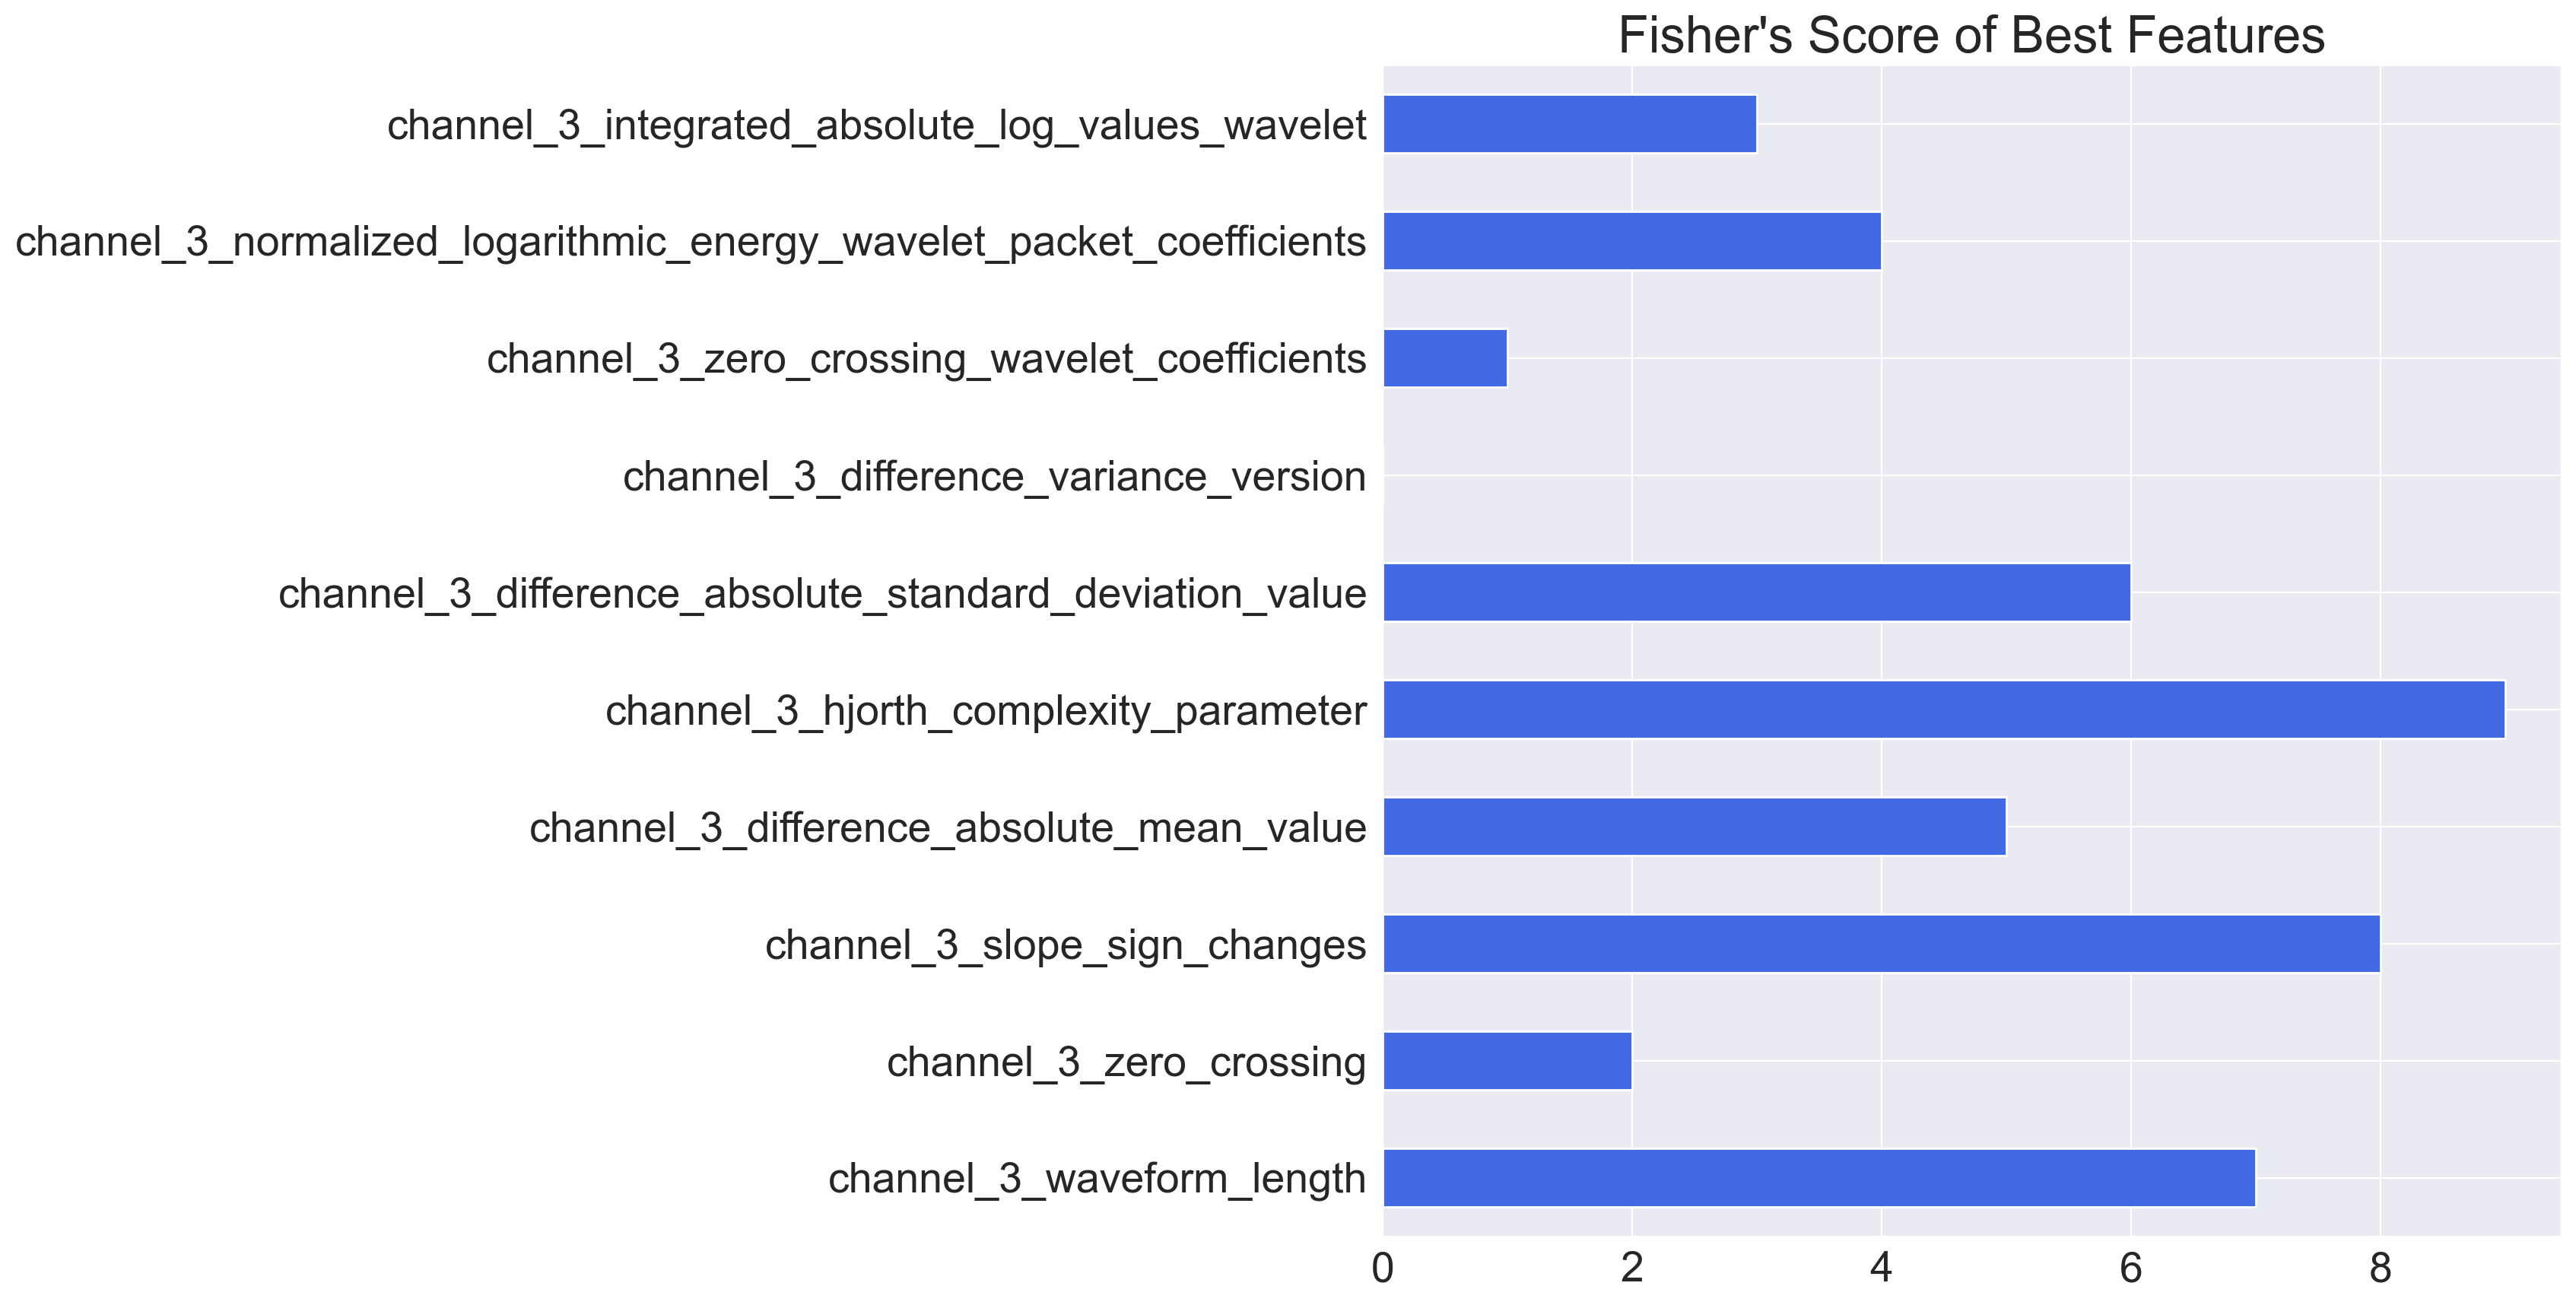 Fisher's Score of Best Features
channel_3_integrated_absolute_log_values_wavelet
channel_3_normalized_logarithmic_energy_wavelet_packet_coefficients
channel_3_zero_crossing_wavelet_coefficients
channel_3_difference_variance_version
channel_3_difference_absolute_standard_deviation_value
channel_3_hjorth_complexity_parameter
channel_3_difference_absolute_mean_value
channel_3_slope_sign_changes
channel_3_zero_crossing
channel_3_waveform_length
0 2 4 6 8